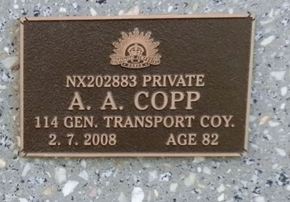 NX202883 PRIVATE
A. A. COPP
114 GEN. TRANSPORT COY.
2. 7. 2008 AGE 82